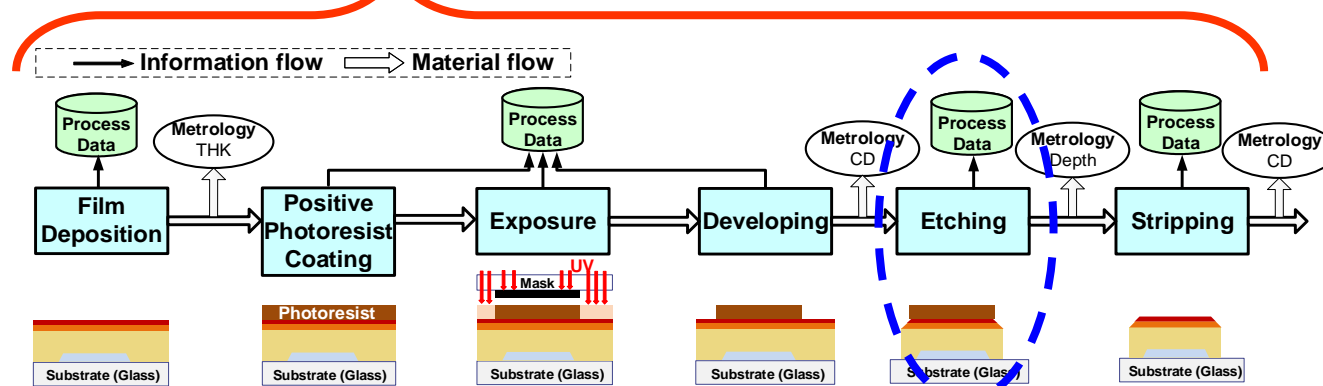 Information flow
Material flow
Process
Data
Metrology
THK
Process
Data
Metrology
CD
Process
Data
Metrology
Depth
Process
Data
Metrology
CD
Film
Deposition
Positive
Photoresist
Coating
Exposure
Developing
Etching
Stripping
UV
Mask
Photoresist
Substrate (Glass)
Substrate (Glass)
Substrate (Glass)
Substrate (Glass)
Substrate (Glass)
Substrate (Glass)